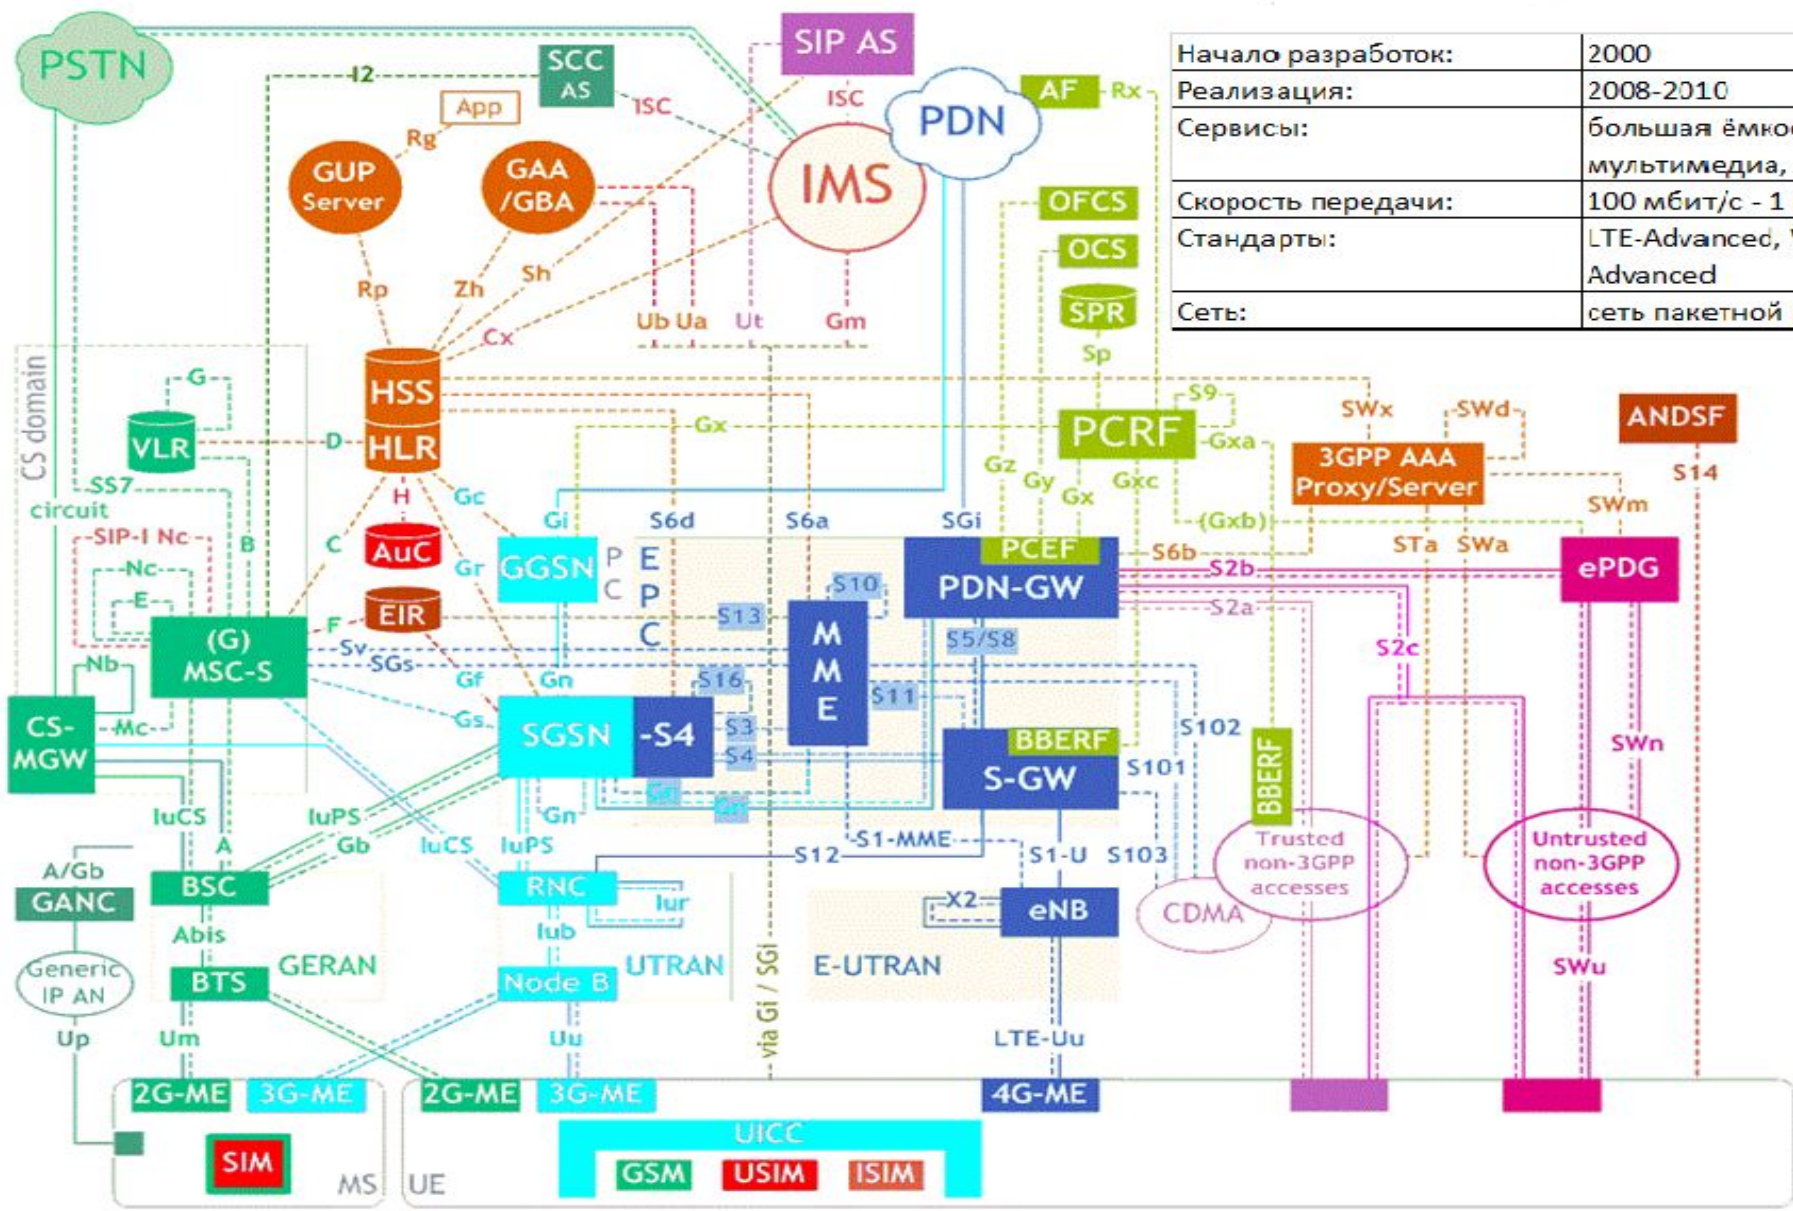 PSTN
I2
SCC
AS
ISC
SIP AS
ISC
AF
Rx
PDN
IMS
App
Rg
GUP
Server
GAA
/GBA
OFCS
OCS
SPR
Sp
Rp
Zh
Sh
Cx
Ub
Ua
Ut
Gm
Начало разработок:
2000
Реализация:
2008-2010
Сервисы:
большая ёмко
мультимедиа,
Скорость передачи:
100 мбит/с - 1
Стандарты:
LTE-Advanced,
Advanced
Сеть:
сеть пакетной
CS domain
G
VLR
D
HSS
HLR
Gx
PCRF
S9
Gxa
SWx
SWd
ANDSF
3GPP AAA
Proxy/Server
S14
SS7
circuit
SIP-I Nc
Nc
E
B
C
H
AuC
Gc
Gr
Gi
S6d
S6a
SGi
Gz
Gy
Gx
Gxc
(Gxb)
SWm
GGSN
PC
EPC
PCEF
PDN-GW
S6b
STa
SWa
ePDG
S2b
S2a
S2c
EIR
F
S13
S10
MME
S5/S8
(G)
MSC-S
Sv
SGs
Gf
Gs
Gn
S16
S11
Nb
Mc
CS-
MGW
SGSN
-S4
S3
S4
BBERF
S-GW
S102
S101
BBERF
SWn
Gn
Gn
Gn
IuCS
A
IuPS
Gb
IuCS
IuPS
S12
S1-MME
S1-U
S103
Trusted
non-3GPP
accesses
Untrusted
non-3GPP
accesses
A/Gb
GANC
BSC
RNC
Iur
X2
eNB
CDMA
Abis
Iub
Generic
IP AN
BTS
GERAN
Node B
UTRAN
E-UTRAN
via Gi / SGi
SWu
Up
Um
Uu
LTE-Uu
2G-ME
3G-ME
2G-ME
3G-ME
4G-ME
SIM
MS
UE
UICC
GSM
USIM
ISIM